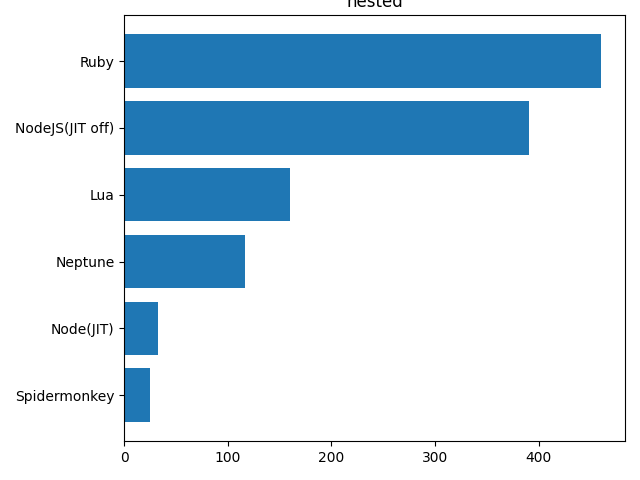 nested
Ruby
NodeJS(JIT off)
Lua
Neptune
Node(JIT)
Spidermonkey
0 100 200 300 400